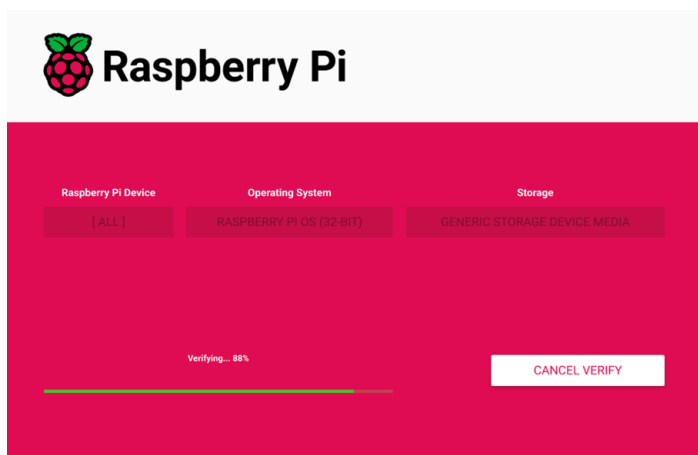 Raspberry Pi
Raspberry Pi Device
Operating System
Storage
[ ALL ]
RASPBERRY PI OS (32-BIT)
GENERIC STORAGE DEVICE MEDIA
Verifying... 88%
CANCEL VERIFY